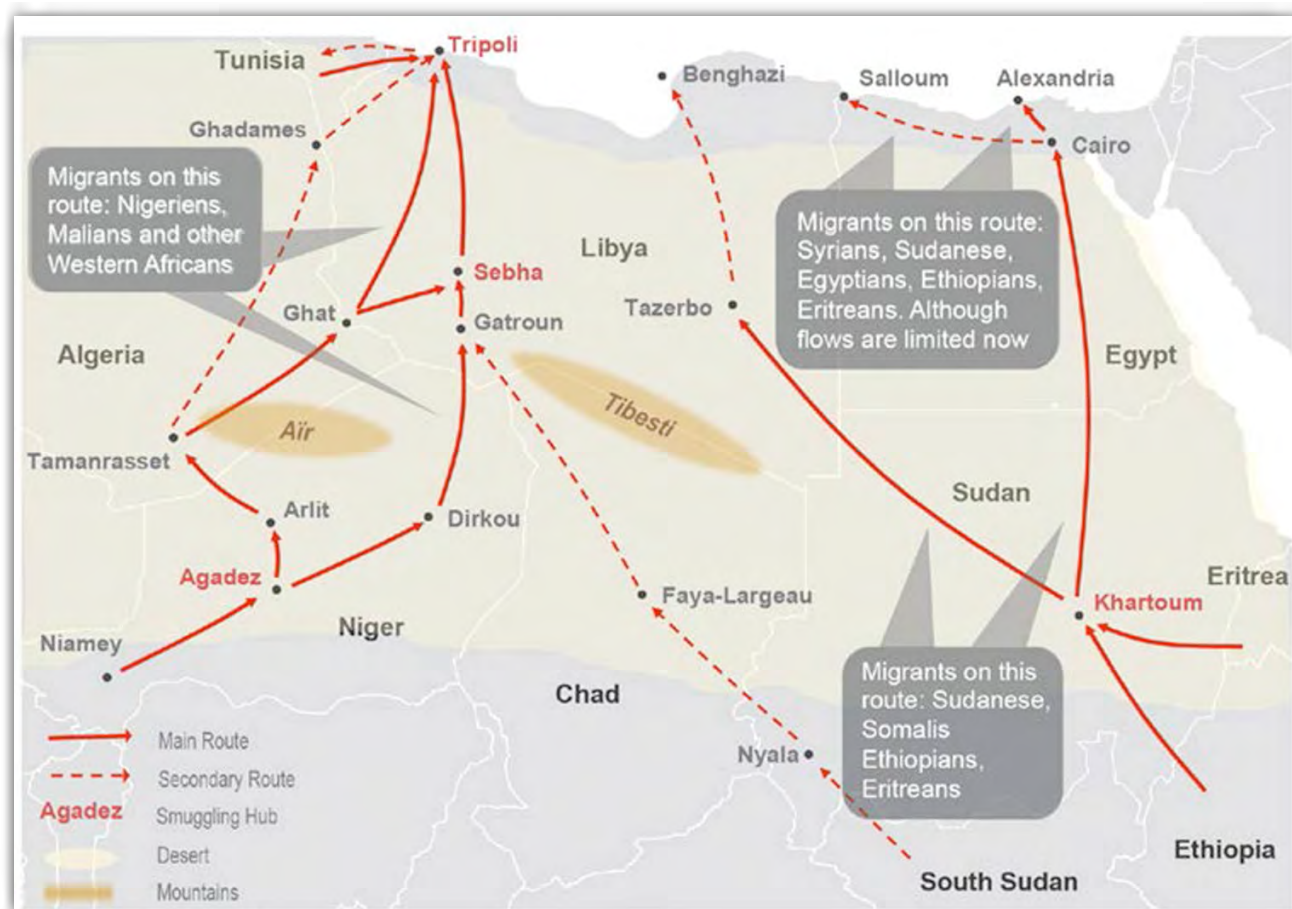 Tunisia
Tripoli
Benghazi
Salloum
Alexandria
Cairo
Ghadames
Migrants on this
route: Nigeriens,
Malians and other
Western Africans
Migrants on this route:
Syrians, Sudanese,
Egyptians, Ethiopians,
Eritreans. Although
flows are limited now
Libya
Sebha
Ghat
Gatroun
Tazerbo
Algeria
Egypt
Aïr
Tibesti
Tamanrasset
Arlit
Dirkou
Sudan
Agadez
Faya-Largeau
Khartoum
Eritrea
Niger
Niamey
Chad
Migrants on this
route: Sudanese,
Somalis
Ethiopians,
Eritreans
Nyala
Ethiopia
South Sudan
Main Route
Secondary Route
Agadez Smuggling Hub
Desert
Mountains